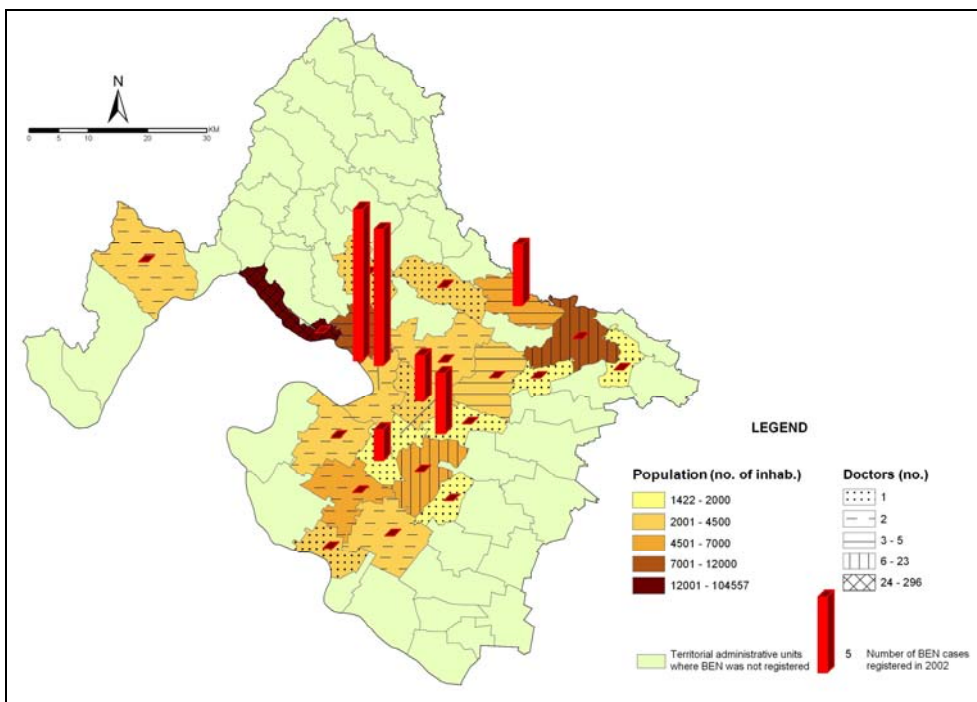 N
KM
0 5 10 20 30
LEGEND
Population (no. of inhab.)
1422 - 2000
2001 - 4500
4501 - 7000
7001 - 12000
12001 - 104557
Doctors (no.)
1
2
3 - 5
6 - 23
24 - 296
Territorial administrative units
where BEN was not registered
5 Number of BEN cases
registered in 2002